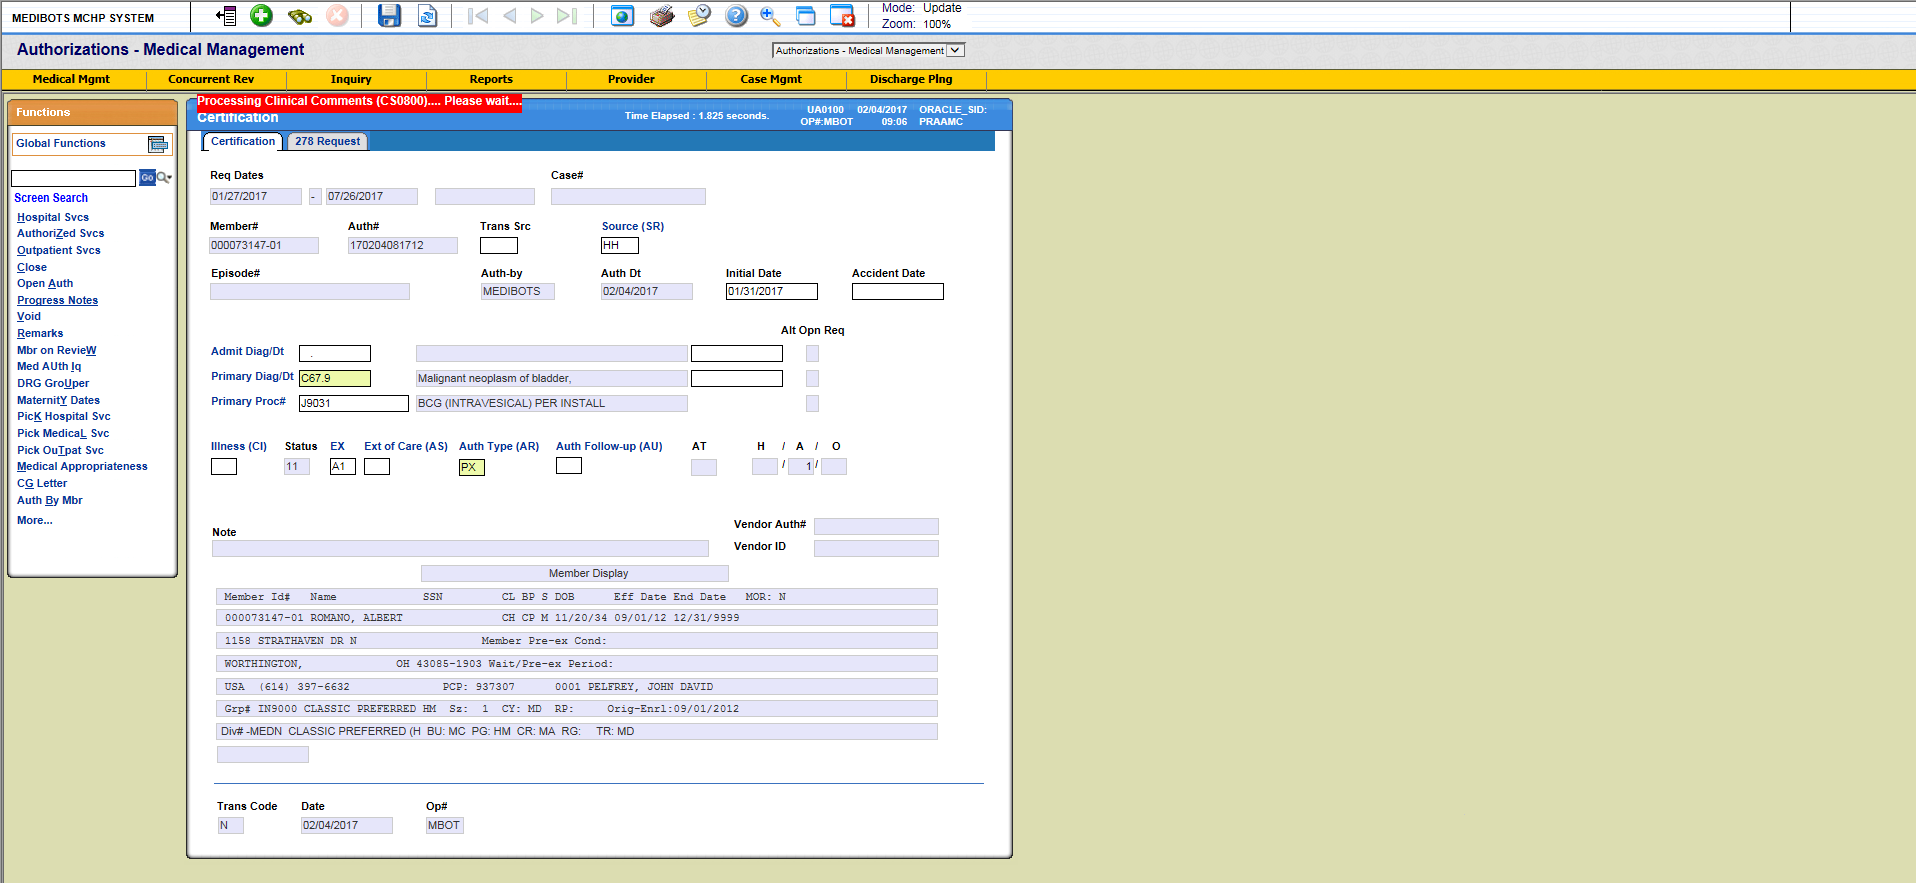 MEDIBOTS MCHP SYSTEM
Mode: Update
Zoom: 100%
Authorizations - Medical Management
Authorizations - Medical Management
Medical Mgmt Concurrent Rev Inquiry Reports Provider Case Mgmt Discharge Plng
Functions
Global Functions
Go
Screen Search
Hospital Svcs
AuthoriZed Svcs
Outpatient Svcs
Close
Open Auth
Progress Notes
Void
Remarks
Mbr on RevieW
Med AUth Iq
DRG GroUper
MaternitY Dates
PicK Hospital Svc
Pick MedicaL Svc
Pick OuTpat Svc
Medical Appropriateness
CG Letter
Auth By Mbr
More...
Processing Clinical Comments (CS0800).... Please wait....
Certification
Time Elapsed : 1.825 seconds.
UA0100 02/04/2017 ORACLE_SID:
OP#:MBOT 09:06 PRAAMC
Certification 278 Request
Req Dates Case#
01/27/2017 - 07/26/2017
Member# Auth# Trans Src Source (SR)
000073147-01 170204081712 HH
Episode# Auth-by Auth Dt Initial Date Accident Date
MEDIBOTS 02/04/2017 01/31/2017
Alt Opn Req
Admit Diag/Dt .
Primary Diag/Dt C67.9 Malignant neoplasm of bladder,
Primary Proc# J9031 BCG (INTRAVESICAL) PER INSTALL
Illness (CI) Status EX Ext of Care (AS) Auth Type (AR) Auth Follow-up (AU) AT H / A / O
11 A1 PX / 1 /
Note
Vendor Auth#
Vendor ID
Member Display
Member Id# Name SSN CL BP S DOB Eff Date End Date MOR: N
000073147-01 ROMANO, ALBERT CH CP M 11/20/34 09/01/12 12/31/9999
1158 STRATHAVEN DR N Member Pre-ex Cond:
WORTHINGTON, OH 43085-1903 Wait/Pre-ex Period:
USA (614) 397-6632 PCP: 937307 0001 PELFREY, JOHN DAVID
Grp# IN9000 CLASSIC PREFERRED HM Sz: 1 CY: MD RP: Orig-Enrl:09/01/2012
Div# -MEDN CLASSIC PREFERRED (H BU: MC PG: HM CR: MA RG: TR: MD
Trans Code Date Op#
N 02/04/2017 MBOT